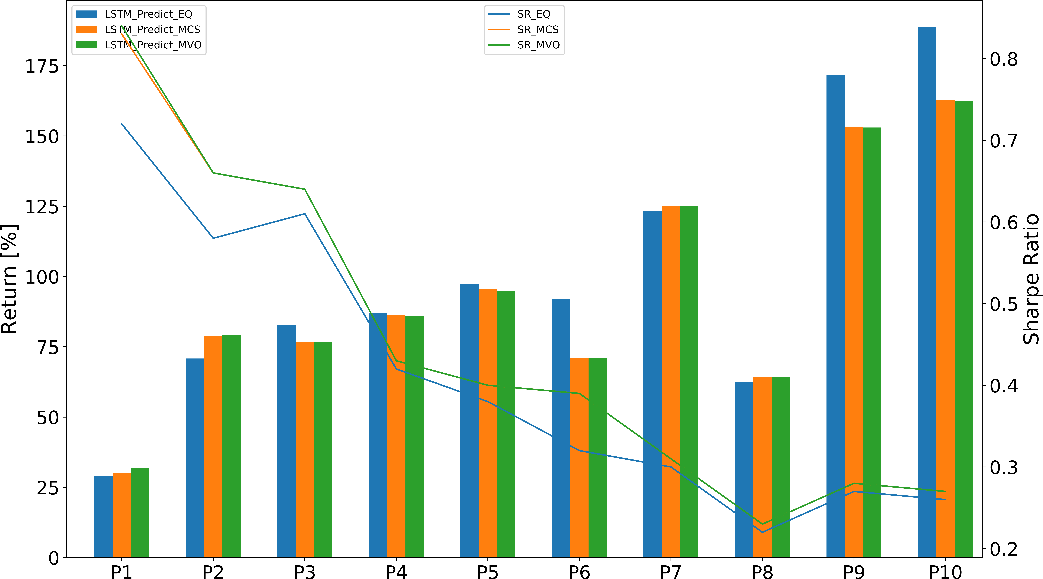 LSTM_Predict_EQ
LSTM_Predict_MCS
LSTM_Predict_MVO
SR_EQ
SR_MCS
SR_MVO
Return [%]
175
150
125
100
75
50
25
0
0.8
0.7
0.6
0.5
0.4
0.3
0.2
Sharpe Ratio
P1 P2 P3 P4 P5 P6 P7 P8 P9 P10